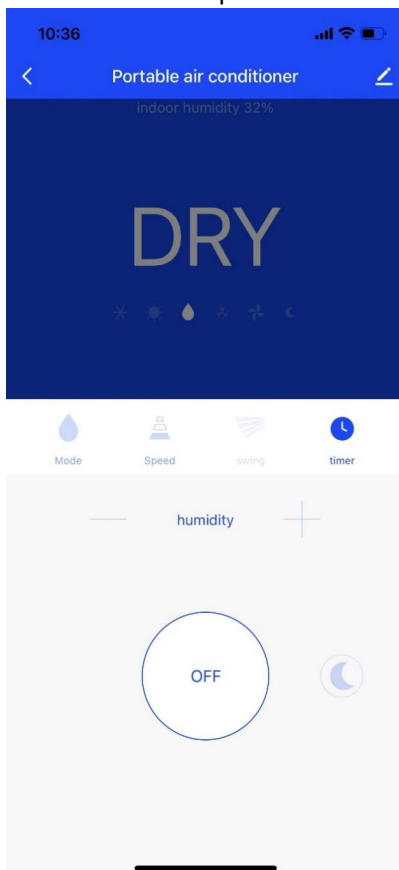 10:36
Portable air conditioner
indoor humidity 32%
DRY
Mode Speed swing timer
humidity
OFF